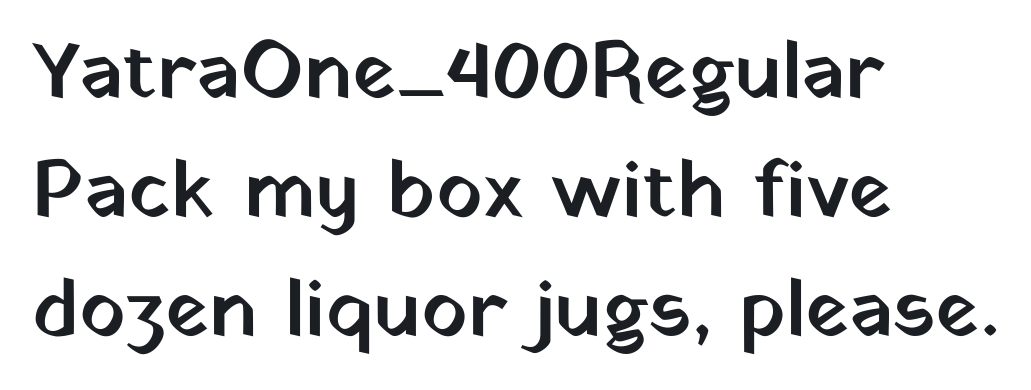 YatraOne_400Regular
Pack my box with five
dozen liquor jugs, please.